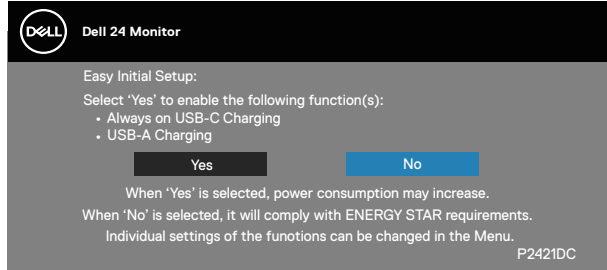 DELL Dell 24 Monitor
Easy Initial Setup:
Select ‘Yes’ to enable the following function(s):
• Always on USB-C Charging
• USB-A Charging
Yes No
When ‘Yes’ is selected, power consumption may increase.
When ‘No’ is selected, it will comply with ENERGY STAR requirements.
Individual settings of the funotions can be changed in the Menu.
P2421DC